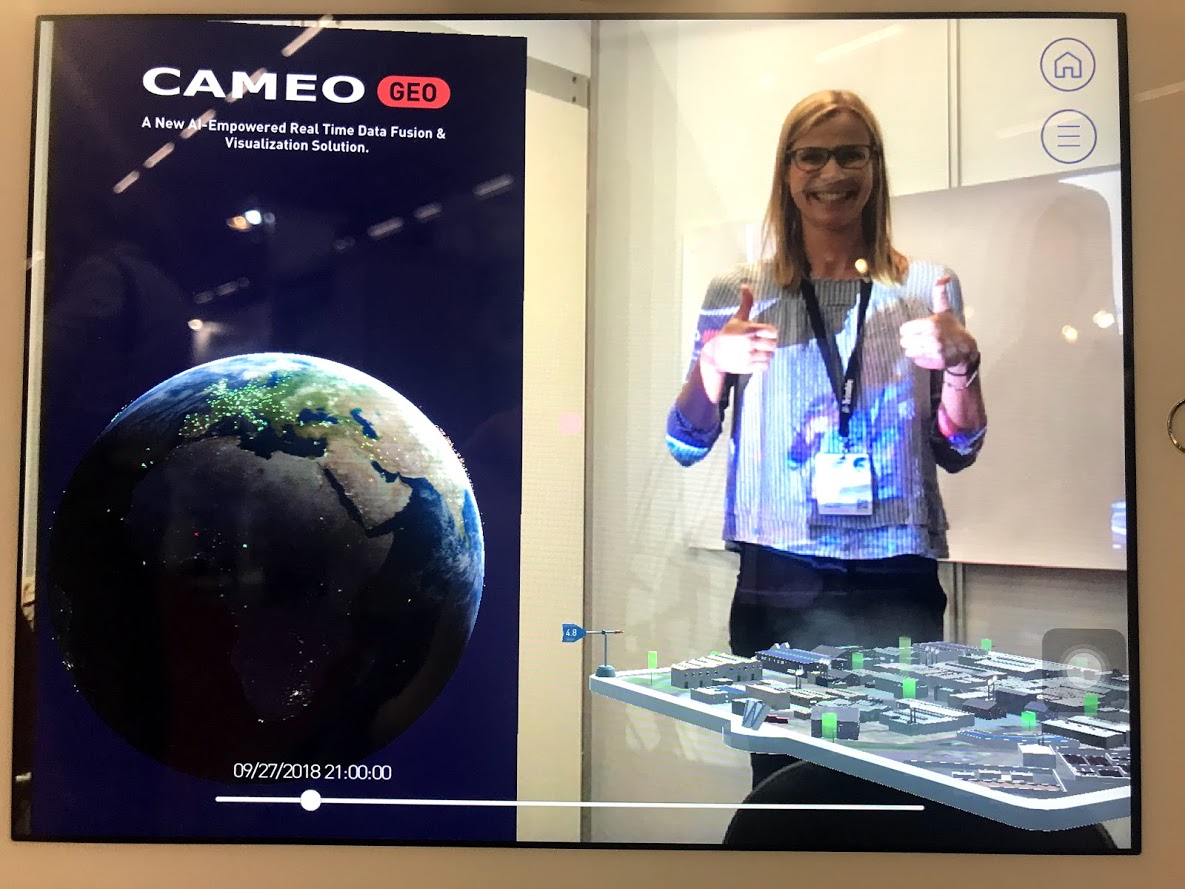 CAMEO GEO
A New AI-Empowered Real Time Data Fusion &
Visualization Solution.
4.8
W
09/27/2018 21:00:00